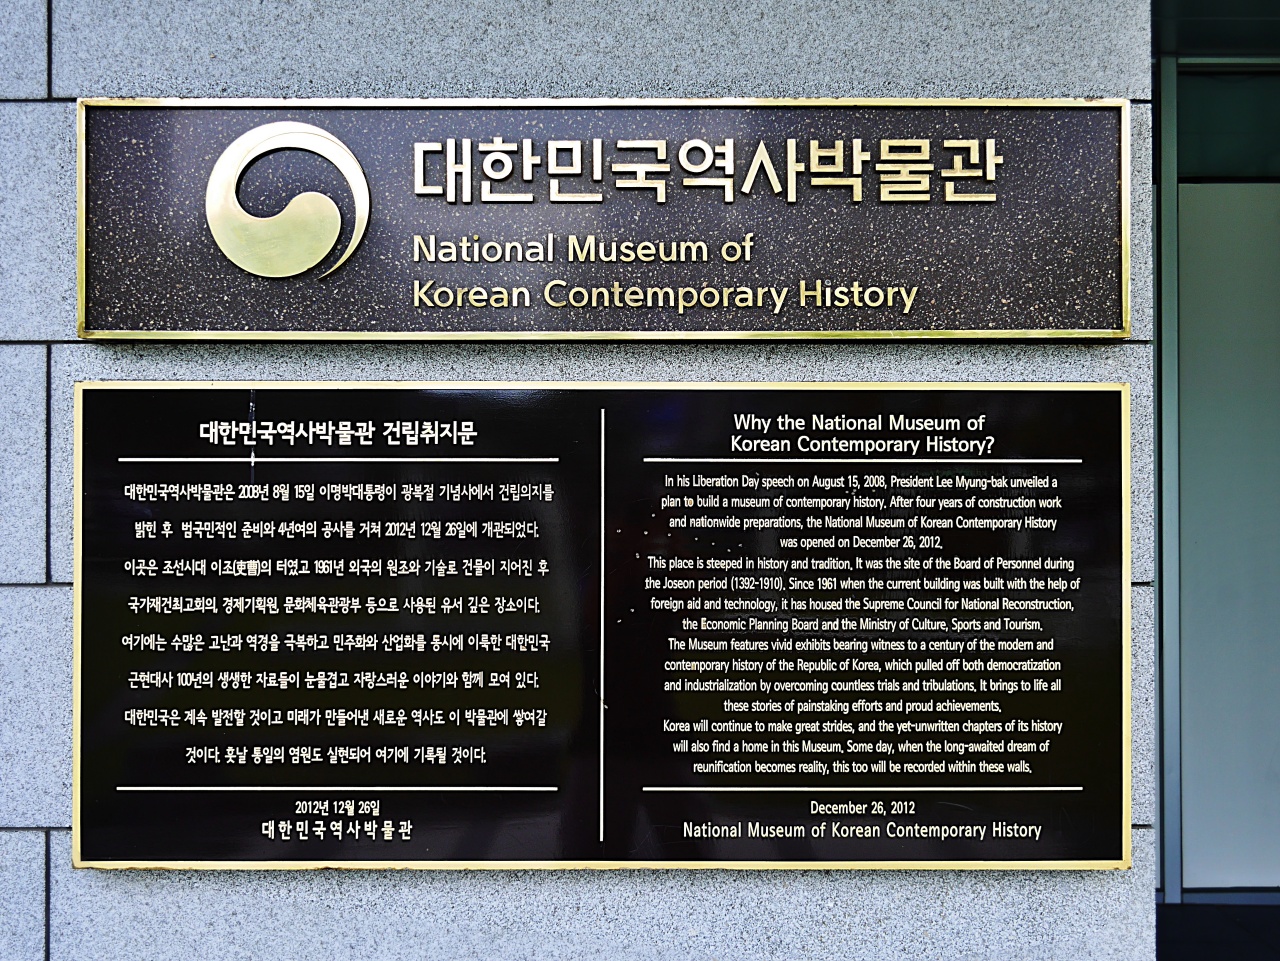 대한민국역사박물관
National Museum of
Korean Contemporary History
대한민국역사박물관 건립취지문
대한민국역사박물관은 2008년 8월 15일 이명박대통령이 광복절 기념사에서 건립의지를
밝힌 후 범국민적인 준비와 4년여의 공사를 거쳐 2012년 12월 26일에 개관되었다.
이곳은 조선시대 이조(吏曹)의 터였고 1961년 외국의 원조와 기술로 건물이 지어진 후
국가재건최고회의, 경제기획원, 문화체육관광부 등으로 사용된 유서 깊은 장소이다.
여기에는 수많은 고난과 역경을 극복하고 민주화와 산업화를 동시에 이룩한 대한민국
근현대사 100년의 생생한 자료들이 눈물겹고 자랑스러운 이야기와 함께 모여 있다.
대한민국은 계속 발전할 것이고 미래가 만들어낸 새로운 역사도 이 박물관에 쌓여갈
것이다. 훗날 통일의 염원도 실현되어 여기에 기록될 것이다.
2012년 12월 26일
대한민국역사박물관
Why the National Museum of
Korean Contemporary History?
In his Liberation Day speech on August 15, 2008, President Lee Myung-bak unveiled a
plan to build a museum of contemporary history. After four years of construction work
and nationwide preparations, the National Museum of Korean Contemporary History
was opened on December 26, 2012.
This place is steeped in history and tradition. It was the site of the Board of Personnel during
the Joseon period (1392-1910). Since 1961 when the current building was built with the help of
foreign aid and technology, it has housed the Supreme Council for National Reconstruction,
the Economic Planning Board and the Ministry of Culture, Sports and Tourism.
The Museum features vivid exhibits bearing witness to a century of the modern and
contemporary history of the Republic of Korea, which pulled off both democratization
and industrialization by overcoming countless trials and tribulations. It brings to life all
these stories of painstaking efforts and proud achievements.
Korea will continue to make great strides, and the yet-unwritten chapters of its history
will also find a home in this Museum. Some day, when the long-awaited dream of
reunification becomes reality, this too will be recorded within these walls.
December 26, 2012
National Museum of Korean Contemporary History